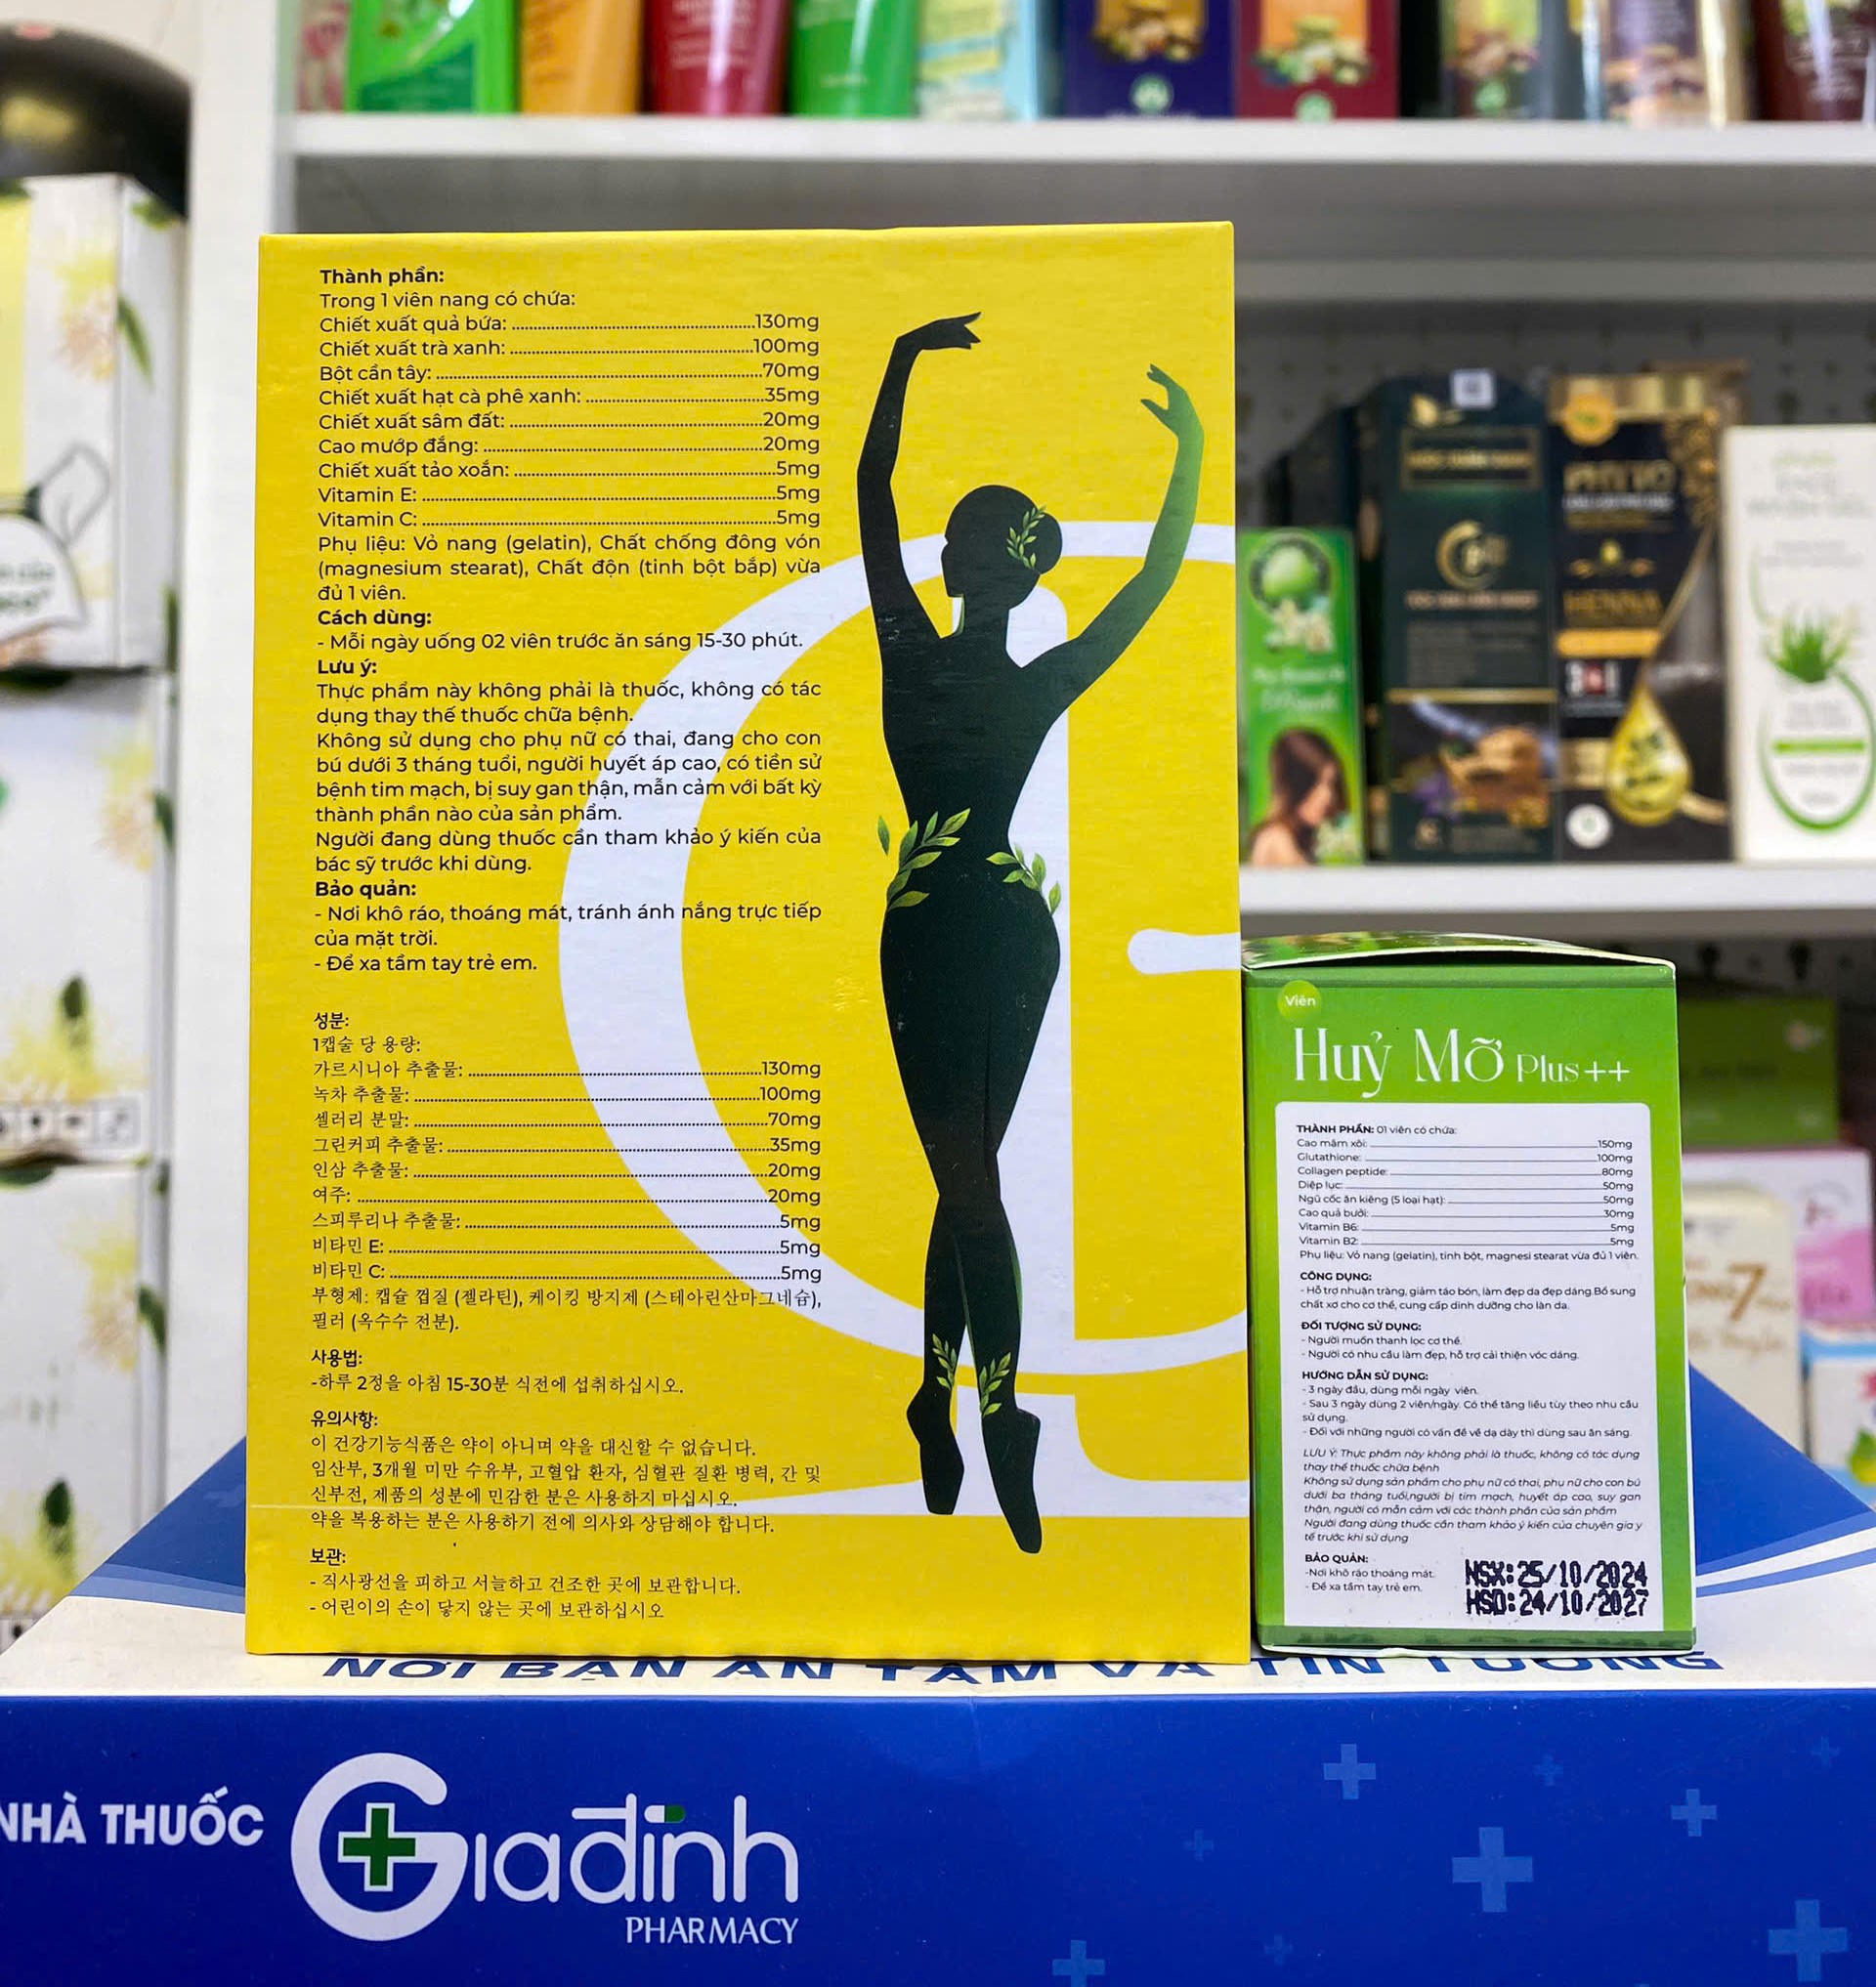 Thành phần:
Trong 1 viên nang có chứa:
Chiết xuất quả bứa: 130mg
Chiết xuất trà xanh: 100mg
Bột cần tây: 70mg
Chiết xuất hạt cà phê xanh: 35mg
Chiết xuất sâm đất: 20mg
Cao mướp đắng: 20mg
Chiết xuất tảo xoắn: 5mg
Vitamin E: 5mg
Vitamin C: 5mg
Phụ liệu: Vỏ nang (gelatin), Chất chống đông vón
(magnesium stearat), Chất độn (tinh bột bắp) vừa
đủ 1 viên.
Cách dùng:
- Mỗi ngày uống 02 viên trước ăn sáng 15-30 phút.
Lưu ý:
Thực phẩm này không phải là thuốc, không có tác
dụng thay thế thuốc chữa bệnh.
Không sử dụng cho phụ nữ có thai, đang cho con
bú dưới 3 tháng tuổi, người huyết áp cao, có tiền sử
bệnh tim mạch, bị suy gan thận, mẫn cảm với bất kỳ
thành phần nào của sản phẩm.
Người đang dùng thuốc cần tham khảo ý kiến của
bác sỹ trước khi dùng.
Bảo quản:
- Nơi khô ráo, thoáng mát, tránh ánh nắng trực tiếp
của mặt trời.
- Để xa tầm tay trẻ em.
성분:
1캡술 당 용량:
가르시니아 추출물: 130mg
녹차 추출물: 100mg
셀러리 분말: 70mg
그린커피 추출물: 35mg
인삼 추출물: 20mg
여주: 20mg
스피루리나 추출물: 5mg
비타민 E: 5mg
비타민 C: 5mg
부형제: 캡슐 껍질 (젤라틴), 케이킹 방지제 (스테아린산마그네슘),
필러 (옥수수 전분).
사용법:
-하루 2정을 아침 15-30분 식전에 섭취하십시오.
유의사항:
이 건강기능식품은 약이 아니며 약을 대신할 수 없습니다.
임산부, 3개월 미만 수유부, 고혈압 환자, 심혈관 질환 병력, 간 및
신부전, 제품의 성분에 민감한 분은 사용하지 마십시오.
약을 복용하는 분은 사용하기 전에 의사와 상담해야 합니다.
보관:
- 직사광선을 피하고 서늘하고 건조한 곳에 보관합니다.
- 어린이의 손이 닿지 않는 곳에 보관하십시오
Viên
Huỷ Mỡ Plus++
THÀNH PHẦN: 01 viên có chứa:
Cao mâm xôi: 150mg
Glutathione: 100mg
Collagen peptide: 80mg
Diệp lục: 50mg
Ngũ cốc ăn kiêng (5 loại hạt): 50mg
Cao quả bưởi: 30mg
Vitamin B6: 5mg
Vitamin B2: 5mg
Phụ liệu: Vỏ nang (gelatin), tinh bột, magnesi stearat vừa đủ 1 viên.
CÔNG DỤNG:
- Hỗ trợ nhuận tràng, giảm táo bón, làm đẹp da đẹp dáng.Bổ sung
chất xơ cho cơ thể, cung cấp dinh dưỡng cho làn da.
ĐỐI TƯỢNG SỬ DỤNG:
- Người muốn thanh lọc cơ thể.
- Người có nhu cầu làm đẹp, hỗ trợ cải thiện vóc dáng.
HƯỚNG DẪN SỬ DỤNG:
- 3 ngày đầu, dùng mỗi ngày viên.
- Sau 3 ngày dùng 2 viên/ngày. Có thể tăng liều tùy theo nhu cầu
sử dụng.
- Đối với những người có vấn đề về dạ dày thì dùng sau ăn sáng.
LƯU Ý: Thực phẩm này không phải là thuốc, không có tác dụng
thay thế thuốc chữa bệnh
Không sử dụng sản phẩm cho phụ nữ có thai, phụ nữ cho con bú
dưới ba tháng tuổi,người bị tim mạch, huyết áp cao, suy gan
thận, người có mẫn cảm với các thành phần của sản phẩm
Người đang dùng thuốc cần tham khảo ý kiến của chuyên gia y
tế trước khi sử dụng
BẢO QUẢN:
-Nơi khô ráo thoáng mát.
- Để xa tầm tay trẻ em.
NSX:25/10/2024
HSD:24/10/2027
PHYTO
HENNA
3in1
NƠI BẠN AN TÂM VÀ TIN TƯỞNG
NHÀ THUỐC
Gia đình
PHARMACY